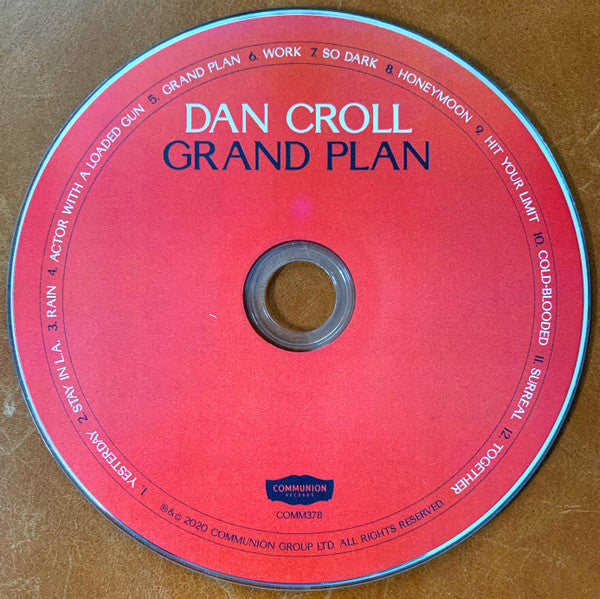 1. YESTERDAY 2. STAY IN L.A. 3. RAIN 4. ACTOR WITH A LOADED GUN 5. GRAND PLAN 6. WORK 7. SO DARK 8. HONEYMOON 9. HIT YOUR LIMIT 10. COLD-BLOODED 11. SURREAL 12. TOGETHER
DAN CROLL
GRAND PLAN
COMMUNION
RECORDS
COMM378
℗&© 2020 COMMUNION GROUP LTD. ALL RIGHTS RESERVED.